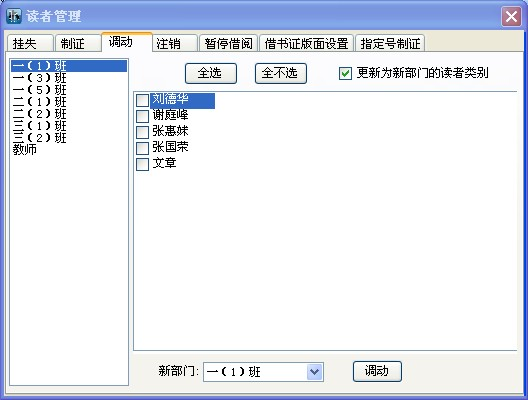 读者管理
挂失 制证 调动 注销 暂停借阅 借书证版面设置 指定号制证
一（1）班
一（3）班
一（5）班
二（1）班
二（2）班
三（1）班
三（2）班
教师
全选 全不选 更新为新部门的读者类别
刘德华
谢庭峰
张惠妹
张国荣
文章
新部门: 一（1）班 调动